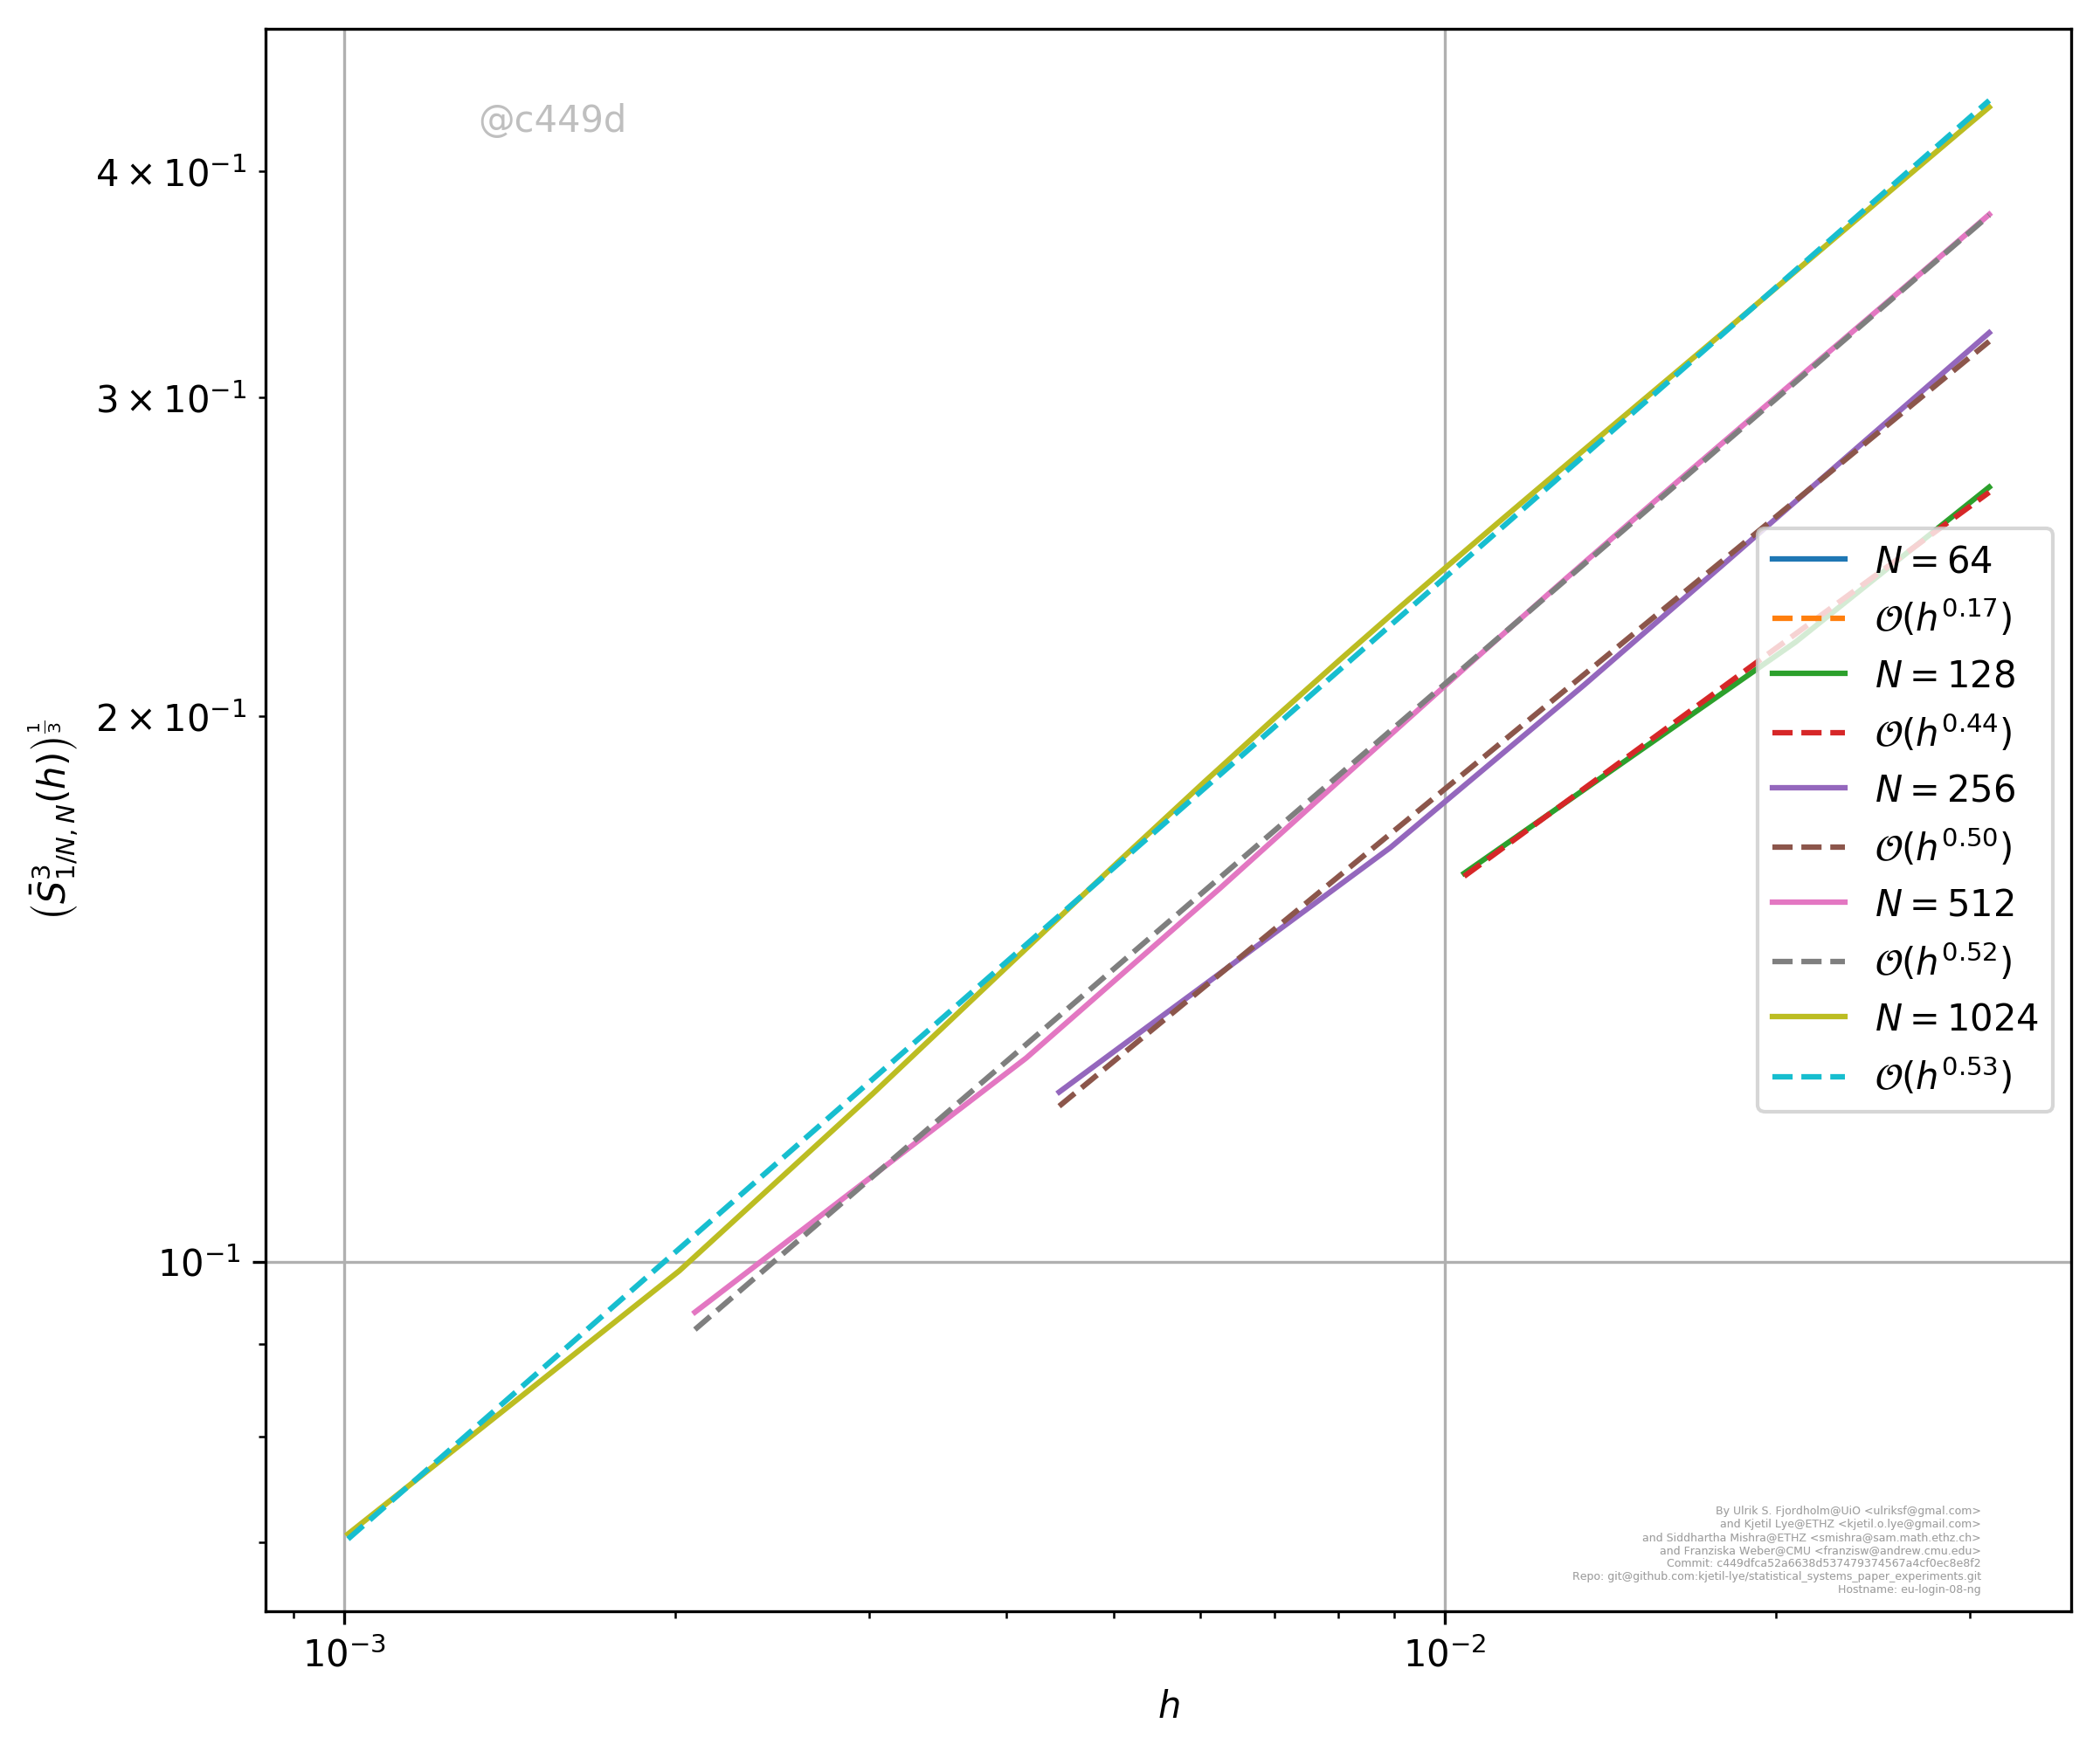 @c449d
4 × 10⁻¹
3 × 10⁻¹
2 × 10⁻¹
10⁻¹
(S̄³₁/N, N(h))^(1/3)
N = 64
𝒪(h^0.17)
N = 128
𝒪(h^0.44)
N = 256
𝒪(h^0.50)
N = 512
𝒪(h^0.52)
N = 1024
𝒪(h^0.53)
By Ulrik S. Fjordholm@UiO <ulriksf@gmal.com>
and Kjetil Lye@ETHZ <kjetil.o.lye@gmail.com>
and Siddhartha Mishra@ETHZ <smishra@sam.math.ethz.ch>
and Franziska Weber@CMU <franzisw@andrew.cmu.edu>
Commit: c449dfca52a6638d537479374567a4cf0ec8e8f2
Repo: git@github.com:kjetil-lye/statistical_systems_paper_experiments.git
Hostname: eu-login-08-ng
10⁻³
10⁻²
h